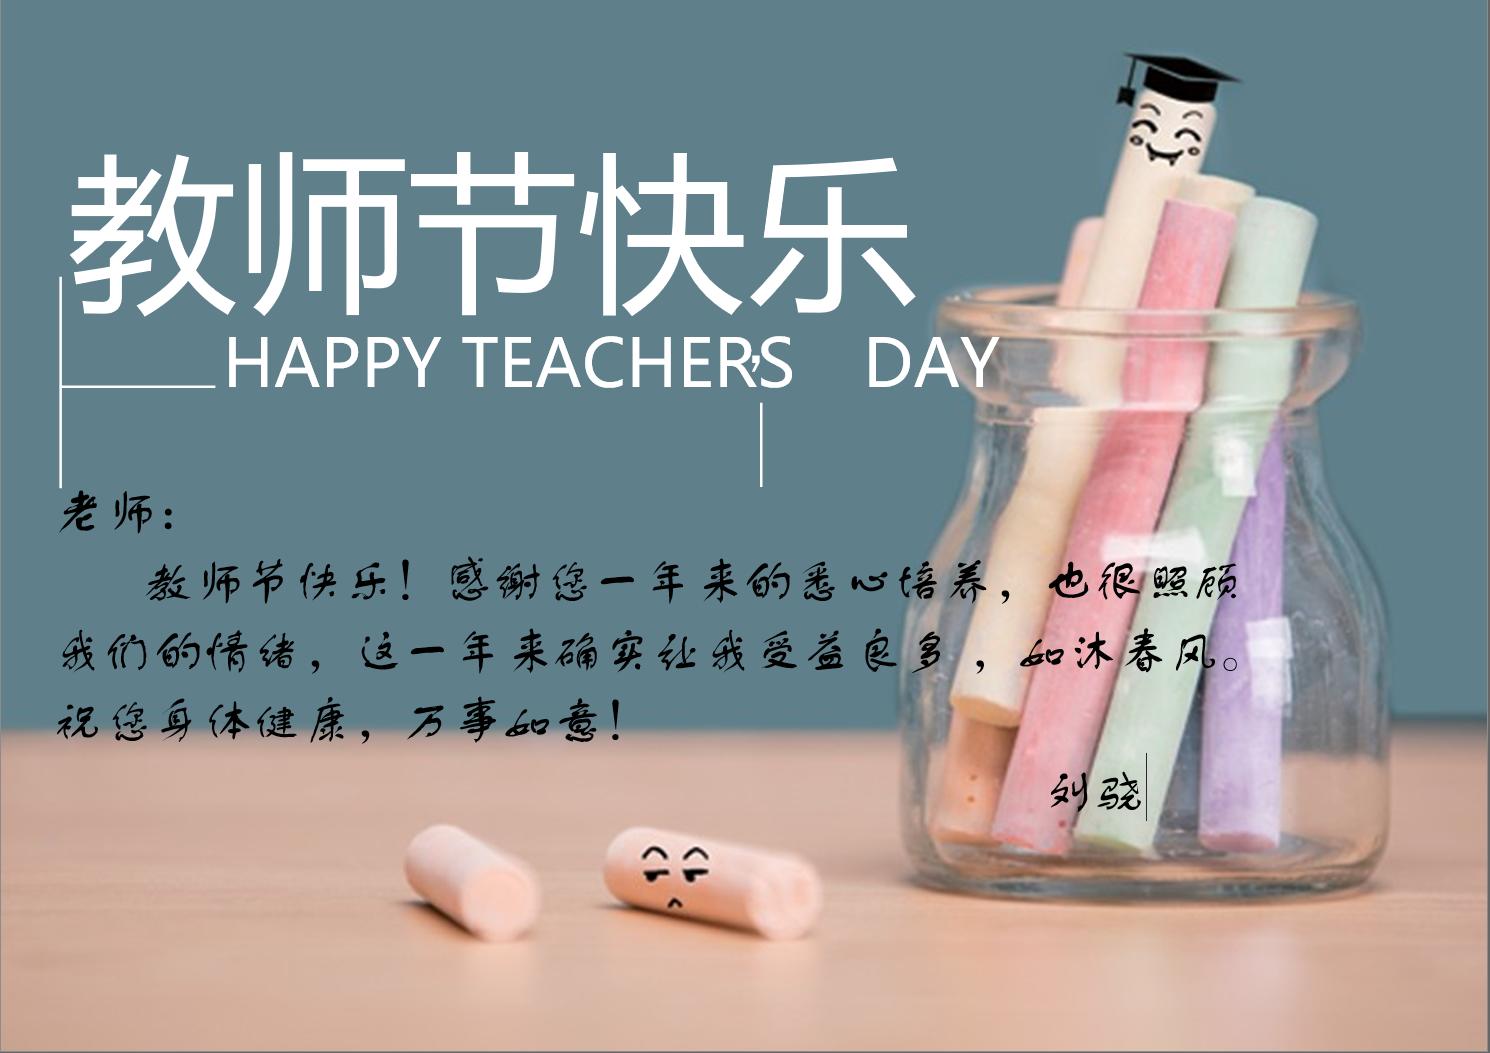 教师节快乐
HAPPY TEACHER'S DAY
老师：
教师节快乐！感谢您一年来的悉心培养，也很照顾
我们的情绪，这一年来确实让我受益良多，如沐春风。
祝您身体健康，万事如意！
刘骁